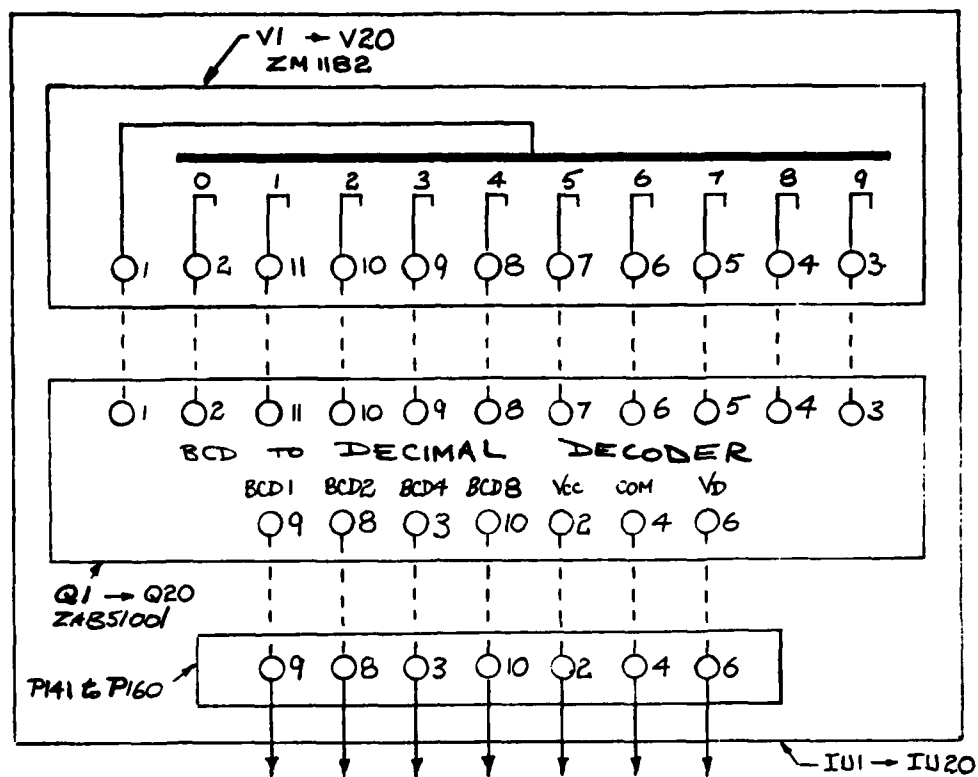 V1 → V20
ZM 1182
0 1 2 3 4 5 6 7 8 9
1 2 11 10 9 8 7 6 5 4 3
1 2 11 10 9 8 7 6 5 4 3
BCD TO DECIMAL DECODER
BCD1 BCD2 BCD4 BCD8 VCC COM VD
9 8 3 10 2 4 6
Q1 → Q20
ZAB51001
9 8 3 10 2 4 6
P141 to P160
IU1 → IU20